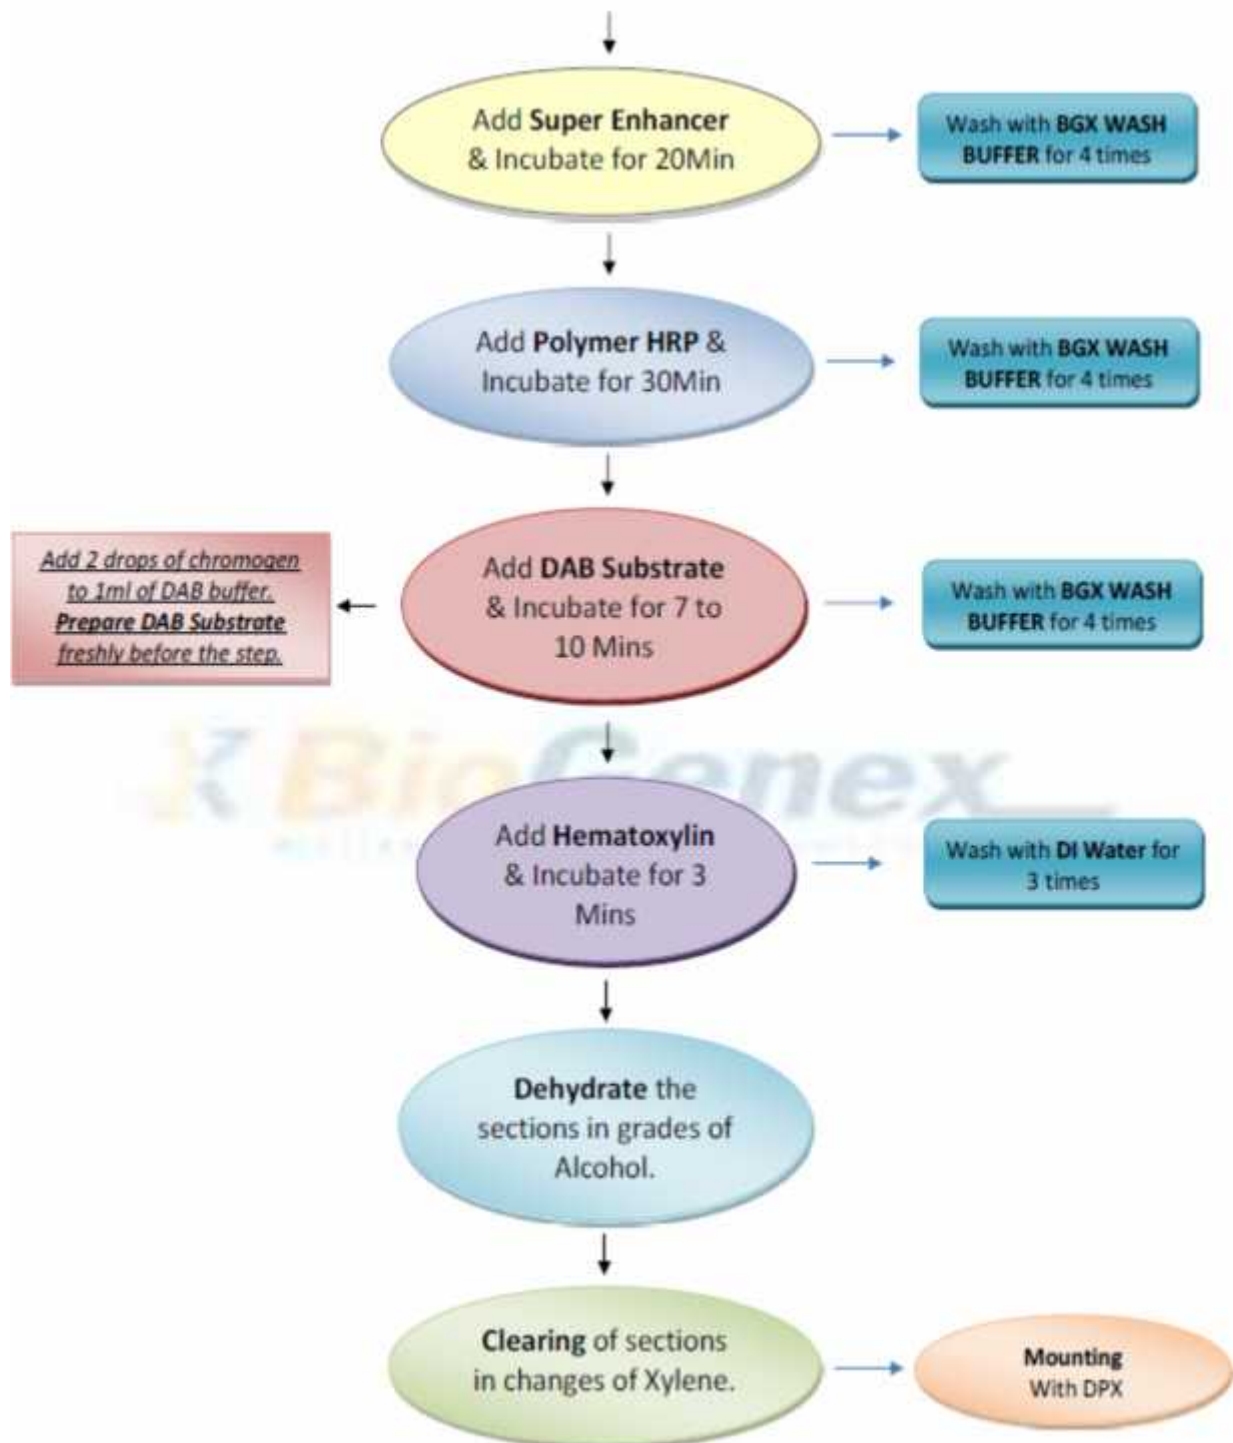 Add Super Enhancer
& Incubate for 20Min
Wash with BGX WASH
BUFFER for 4 times
Add Polymer HRP &
Incubate for 30Min
Wash with BGX WASH
BUFFER for 4 times
Add 2 drops of chromogen
to 1ml of DAB buffer.
Prepare DAB Substrate
freshly before the step.
Add DAB Substrate
& Incubate for 7 to
10 Mins
Wash with BGX WASH
BUFFER for 4 times
BioGenex
Add Hematoxylin
& Incubate for 3
Mins
Wash with DI Water for
3 times
Dehydrate the
sections in grades of
Alcohol.
Clearing of sections
in changes of Xylene.
Mounting
With DPX